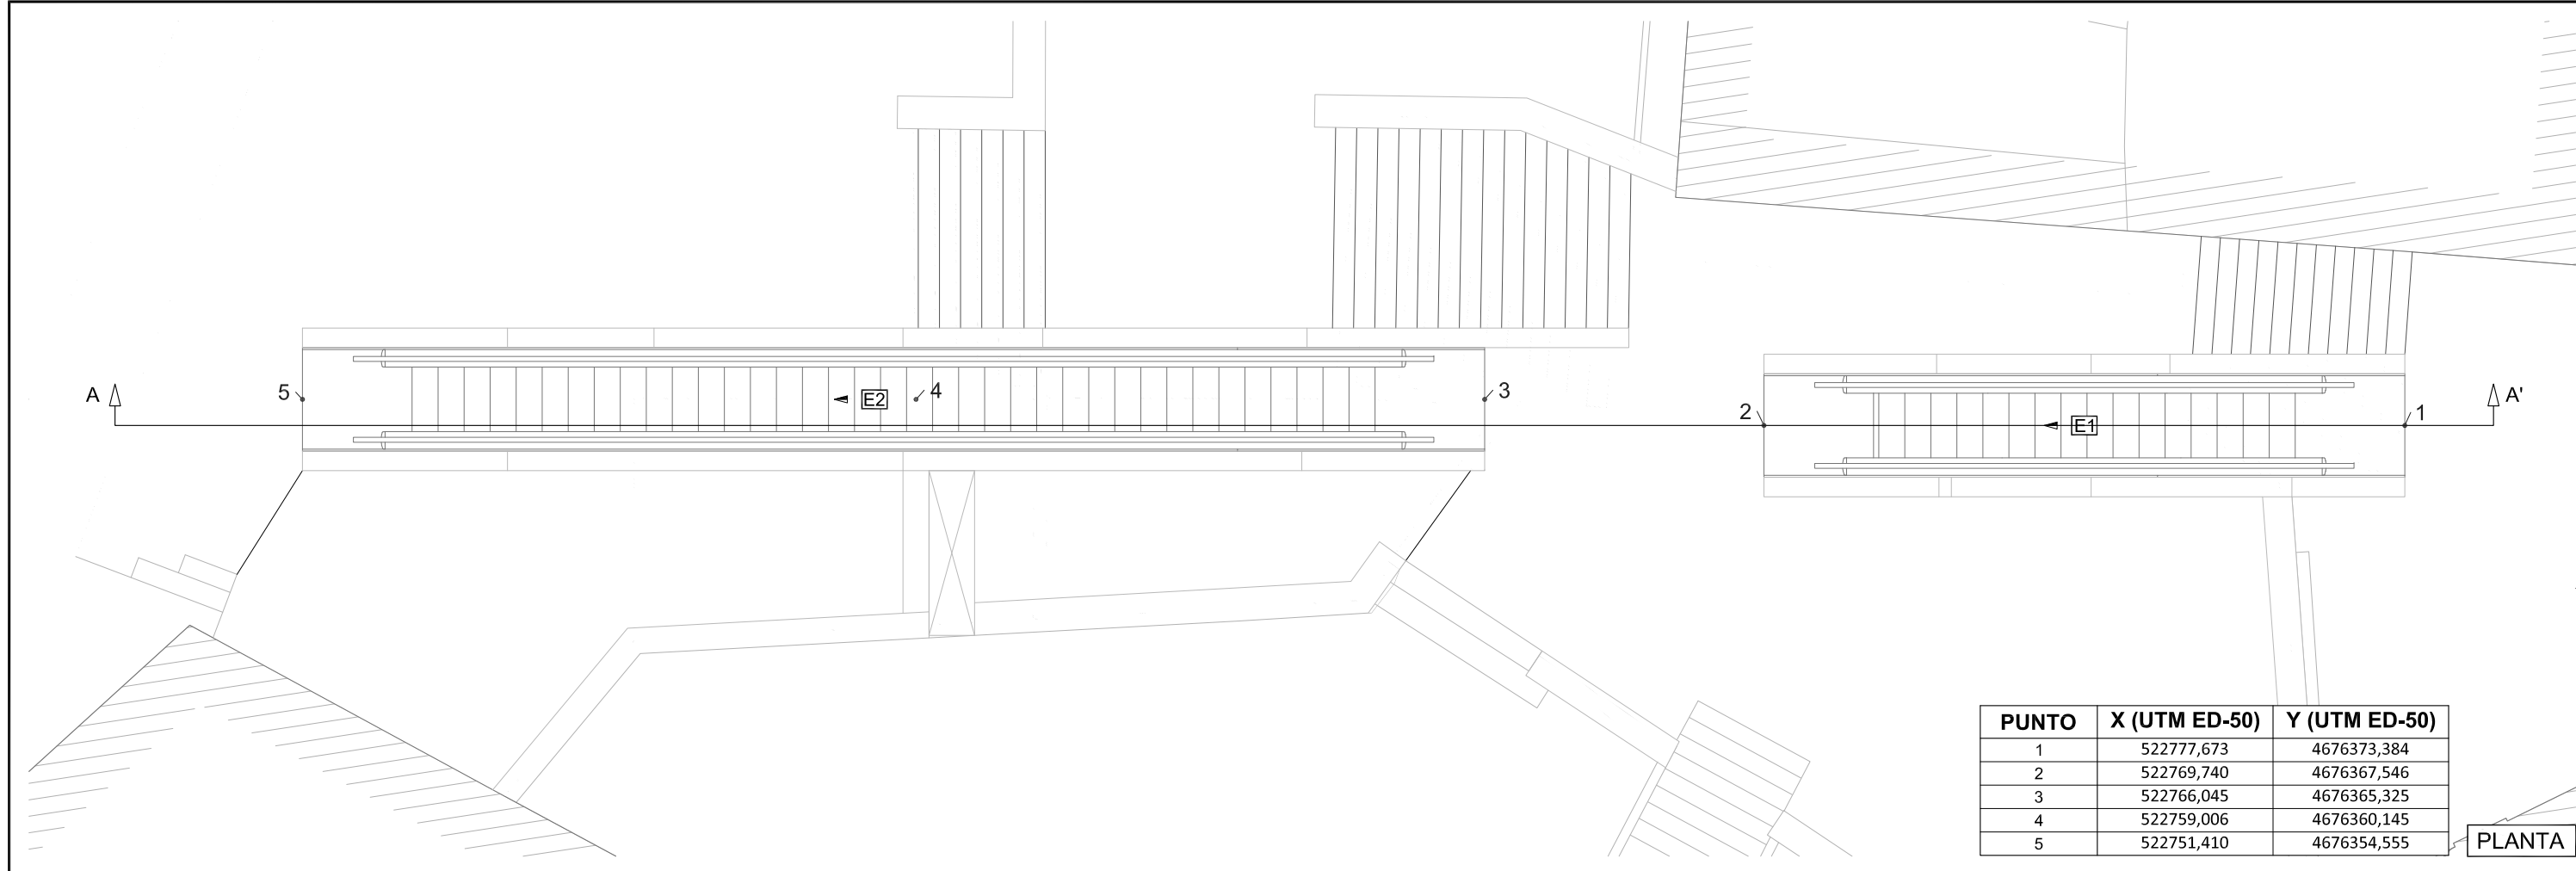 A
5
E2
4
3
2
E1
1
A'
PUNTO X (UTM ED-50) Y (UTM ED-50)
1 522777,673 4676373,384
2 522769,740 4676367,546
3 522766,045 4676365,325
4 522759,006 4676360,145
5 522751,410 4676354,555
PLANTA